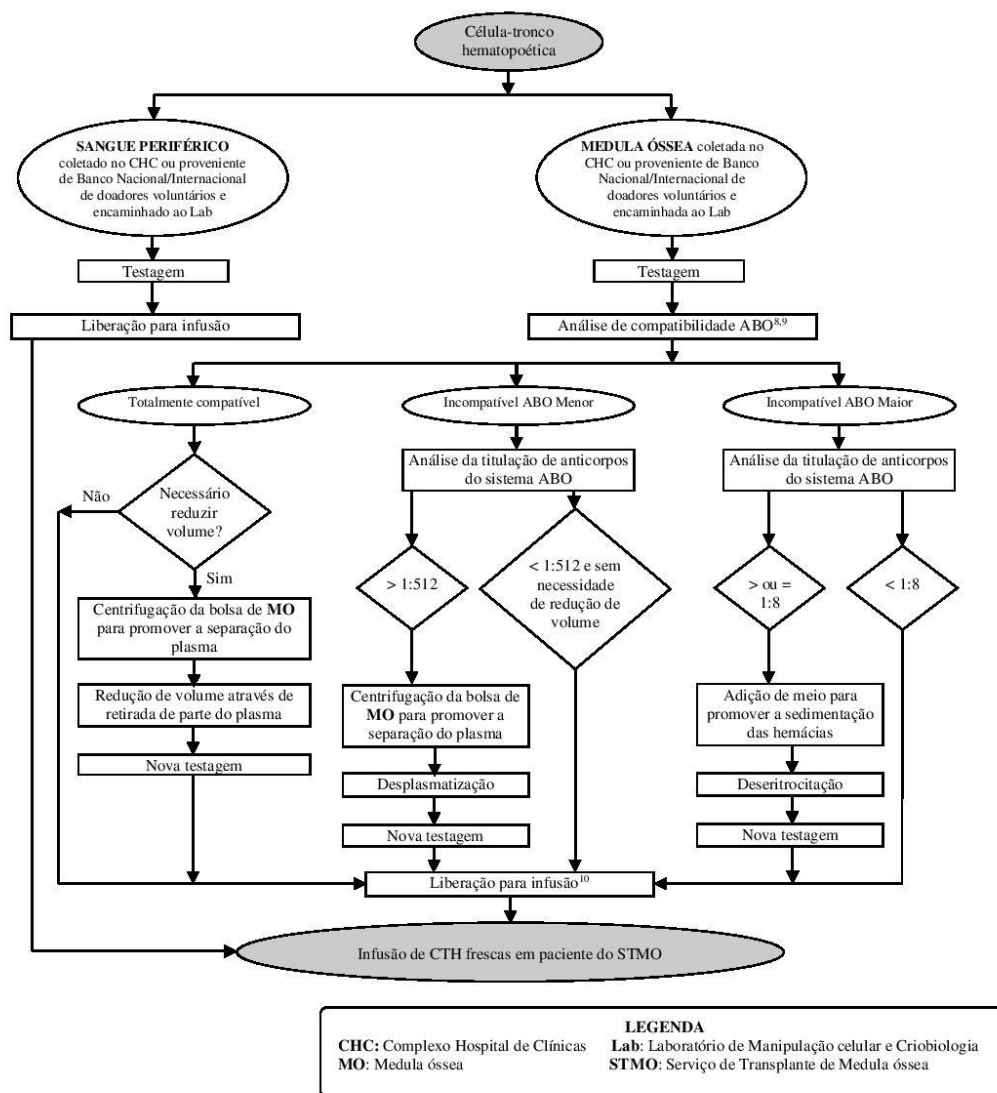 Célula-tronco
hematopoética
SANGUE PERIFÉRICO
coletado no CHC ou proveniente
de Banco Nacional/Internacional
de doadores voluntários e
encaminhado ao Lab
MEDULA ÓSSEA coletada no
CHC ou proveniente de Banco
Nacional/Internacional de
doadores voluntários e
encaminhada ao Lab
Testagem
Testagem
Liberação para infusão
Análise de compatibilidade ABO8,9
Totalmente compatível
Incompatível ABO Menor
Incompatível ABO Maior
Não
Necessário
reduzir
volume?
Sim
Centrifugação da bolsa de MO
para promover a separação do
plasma
Redução de volume através de
retirada de parte do plasma
Nova testagem
Análise da titulação de anticorpos
do sistema ABO
> 1:512
< 1:512 e sem
necessidade
de redução de
volume
Centrifugação da bolsa de
MO para promover a
separação do plasma
Desplasmatização
Nova testagem
Análise da titulação de anticorpos
do sistema ABO
> ou =
1:8
< 1:8
Adição de meio para
promover a sedimentação
das hemácias
Deseritrocitação
Nova testagem
Liberação para infusão10
Infusão de CTH frescas em paciente do STMO
LEGENDA
CHC: Complexo Hospital de Clínicas Lab: Laboratório de Manipulação celular e Criobiologia
MO: Medula óssea STMO: Serviço de Transplante de Medula óssea